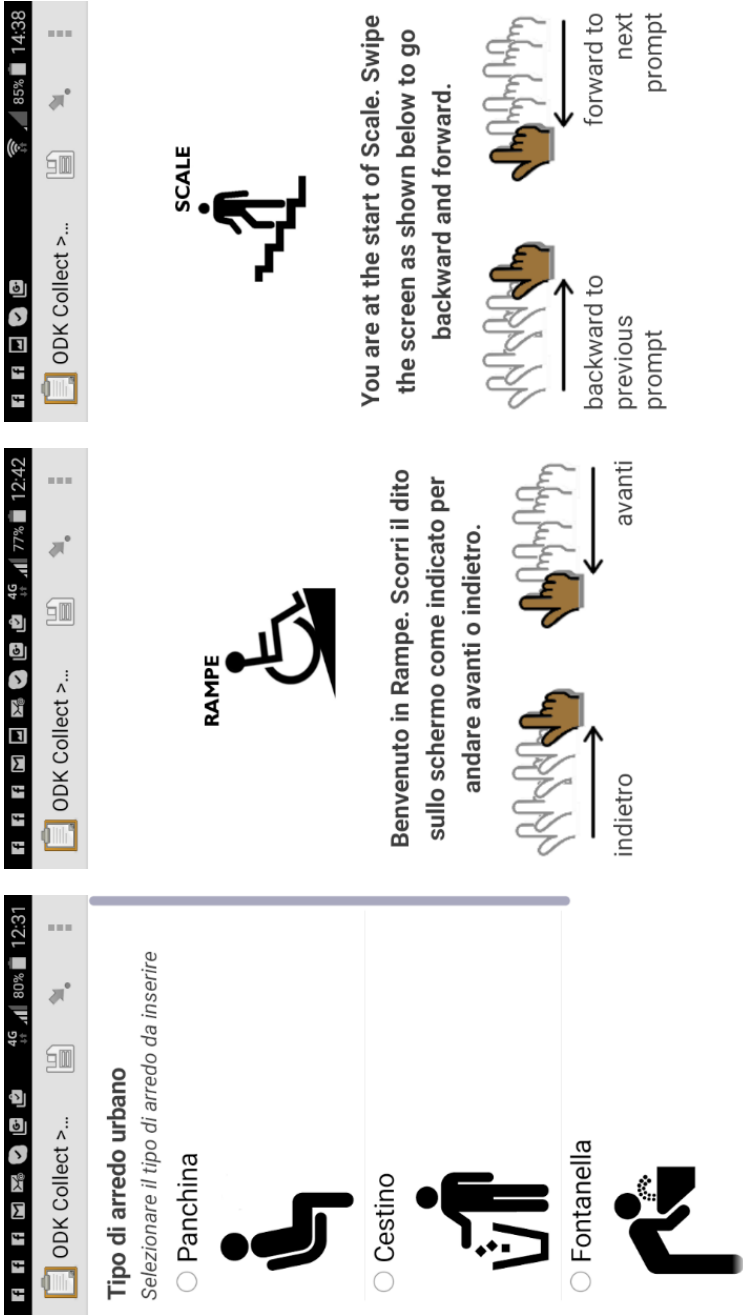 4G 80% 12:31
ODK Collect >...
Tipo di arredo urbano
Selezionare il tipo di arredo da inserire
Panchina
Cestino
Fontanella
4G 77% 12:42
ODK Collect >...
RAMPE
Benvenuto in Rampe. Scorri il dito
sullo schermo come indicato per
andare avanti o indietro.
indietro
avanti
85% 14:38
ODK Collect >...
SCALE
You are at the start of Scale. Swipe
the screen as shown below to go
backward and forward.
backward to
previous
prompt
forward to
next
prompt